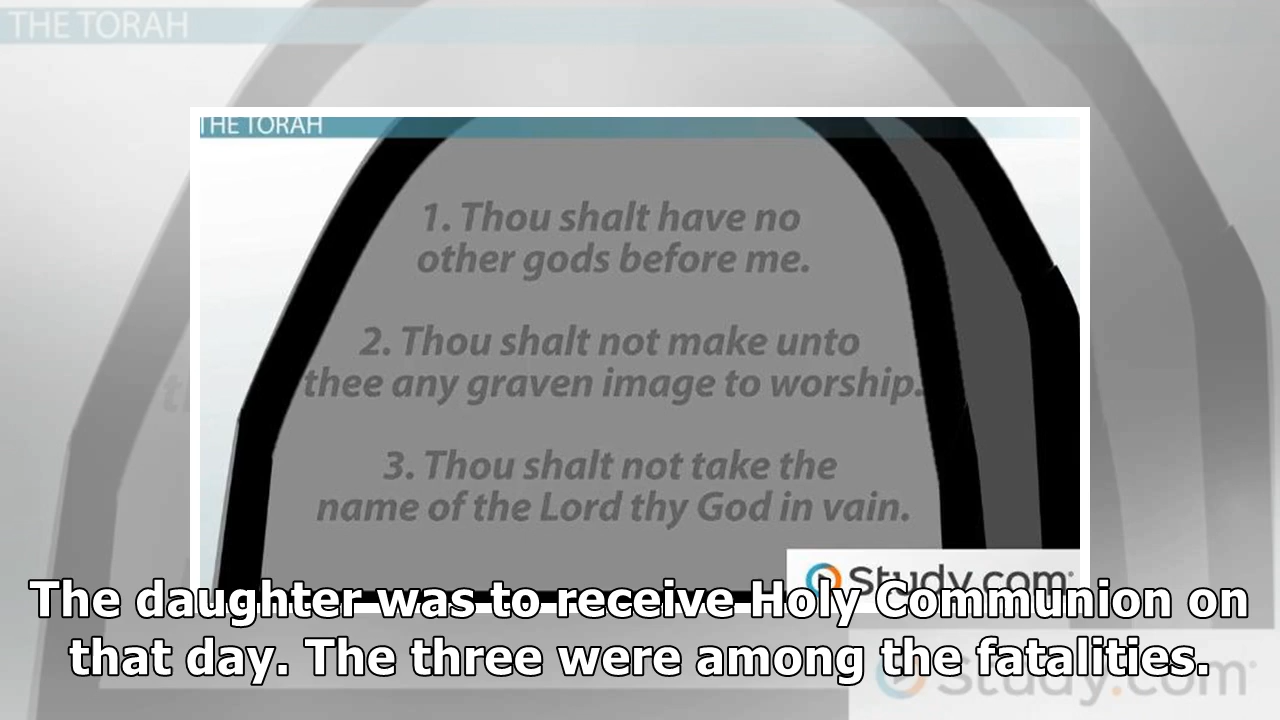 THE TORAH
THE TORAH
1. Thou shalt have no
other gods before me.
2. Thou shalt not make unto
thee any graven image to worship.
3. Thou shalt not take the
name of the Lord thy God in vain.
Study.com
The daughter was to receive Holy Communion on
that day. The three were among the fatalities.
Study.com